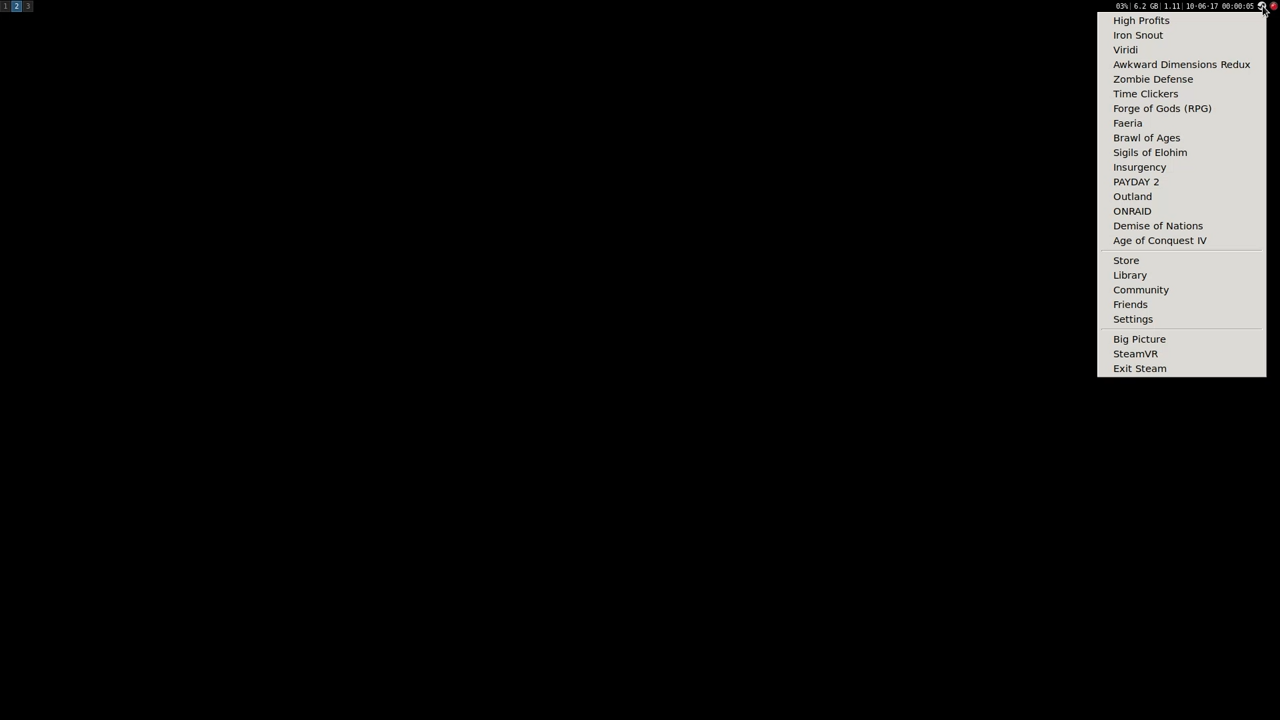 1 2 3
03% 6.2 GB 1.11 10-06-17 00:00:05
High Profits
Iron Snout
Viridi
Awkward Dimensions Redux
Zombie Defense
Time Clickers
Forge of Gods (RPG)
Faeria
Brawl of Ages
Sigils of Elohim
Insurgency
PAYDAY 2
Outland
ONRAID
Demise of Nations
Age of Conquest IV
Store
Library
Community
Friends
Settings
Big Picture
SteamVR
Exit Steam